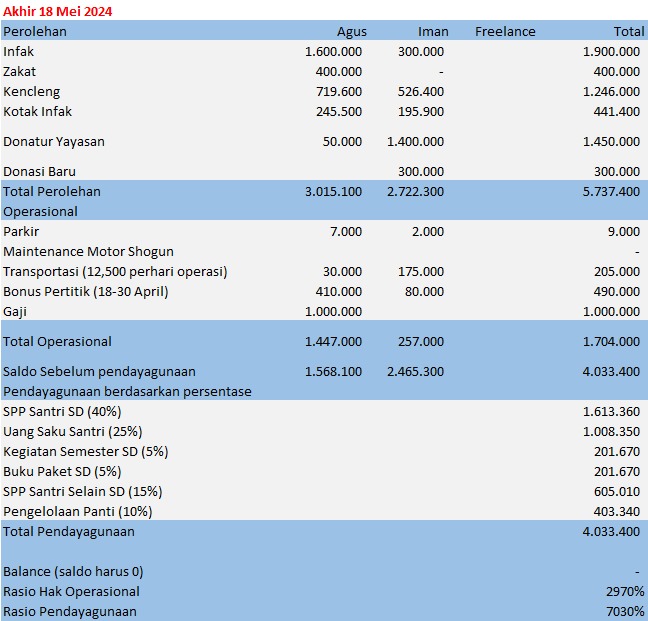 Akhir 18 Mei 2024
Perolehan Agus Iman Freelance Total
Infak 1.600.000 300.000 1.900.000
Zakat 400.000 - 400.000
Kencleng 719.600 526.400 1.246.000
Kotak Infak 245.500 195.900 441.400
Donatur Yayasan 50.000 1.400.000 1.450.000
Donasi Baru 300.000 300.000
Total Perolehan 3.015.100 2.722.300 5.737.400
Operasional
Parkir 7.000 2.000 9.000
Maintenance Motor Shogun -
Transportasi (12,500 perhari operasi) 30.000 175.000 205.000
Bonus Pertitik (18-30 April) 410.000 80.000 490.000
Gaji 1.000.000 1.000.000
Total Operasional 1.447.000 257.000 1.704.000
Saldo Sebelum pendayagunaan 1.568.100 2.465.300 4.033.400
Pendayagunaan berdasarkan persentase
SPP Santri SD (40%) 1.613.360
Uang Saku Santri (25%) 1.008.350
Kegiatan Semester SD (5%) 201.670
Buku Paket SD (5%) 201.670
SPP Santri Selain SD (15%) 605.010
Pengelolaan Panti (10%) 403.340
Total Pendayagunaan 4.033.400
Balance (saldo harus 0) -
Rasio Hak Operasional 2970%
Rasio Pendayagunaan 7030%